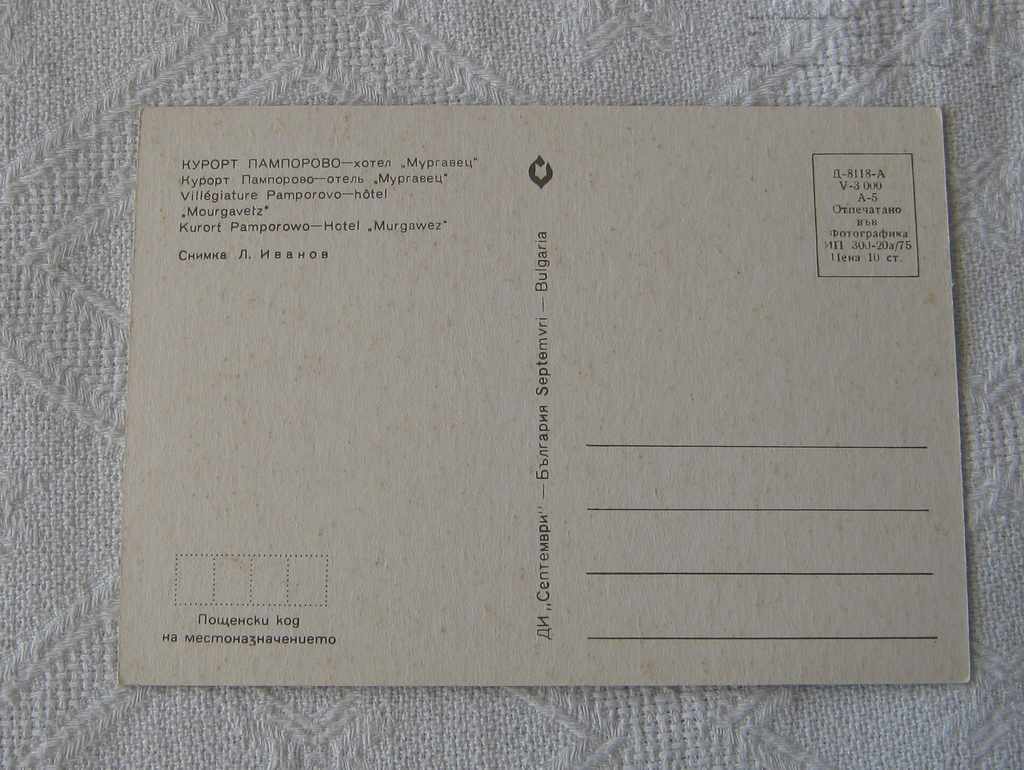 КУРОРТ ПАМПОРОВО—хотел „Мургавец“
Курорт Пампорово—отель „Мургавец“
Villégiature Pamporovo—hôtel
„Mourgavetz“
Kurort Pamporowo—Hotel „Murgawez“
Снимка Л. Иванов
Пощенски код
на местоназначението
ДИ „Септември“ — България Septemvri — Bulgaria
Д-8118-А
V-3 000
А-5
Отпечатано
във
Фотографика
ИП 300-20а/75
Цена 10 ст.